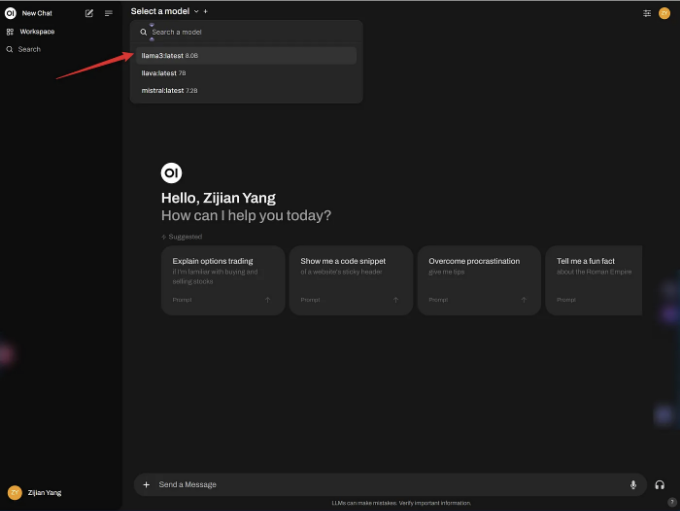 OI New Chat
Workspace
Search
Select a model
Search a model
llama3:latest 8.0B
llava:latest 7B
mistral:latest 7.2B
OI
Hello, Zijian Yang
How can I help you today?
Suggested
Explain options trading
if I'm familiar with buying and
selling stocks
Prompt
Show me a code snippet
of a website's sticky header
Prompt
Overcome procrastination
give me tips
Prompt
Tell me a fun fact
about the Roman Empire
Prompt
ZY Zijian Yang
Send a Message
LLMs can make mistakes. Verify important information.
?